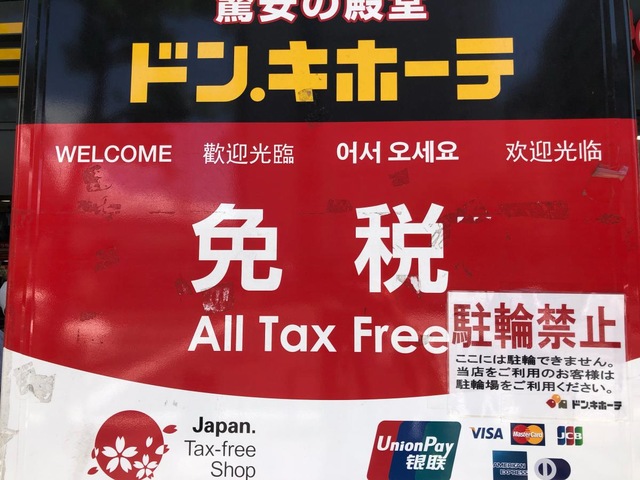 驚安の殿堂
ドン.キホーテ
WELCOME 歡迎光臨 어서 오세요 欢迎光临
免税
All Tax Free
駐輪禁止
ここには駐輪できません。
当店をご利用のお客様は
駐輪場をご利用ください。
ドン.キホーテ
Japan.
Tax-free
Shop
UnionPay
银联
VISA MasterCard JCB
AMERICAN
EXPRESS